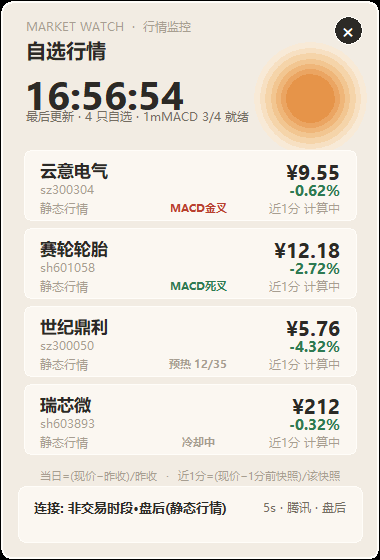 MARKET WATCH · 行情监控
自选行情
16:56:54
最后更新 · 4 只自选 · 1mMACD 3/4 就绪
云意电气 ¥9.55
sz300304 -0.62%
静态行情 MACD金叉 近1分 计算中
赛轮轮胎 ¥12.18
sh601058 -2.72%
静态行情 MACD死叉 近1分 计算中
世纪鼎利 ¥5.76
sz300050 -4.32%
静态行情 预热 12/35 近1分 计算中
瑞芯微 ¥212
sh603893 -0.32%
静态行情 冷却中 近1分 计算中
当日=(现价−昨收)/昨收 · 近1分=(现价−1分前快照)/该快照
连接: 非交易时段•盘后(静态行情) 5s · 腾讯 · 盘后